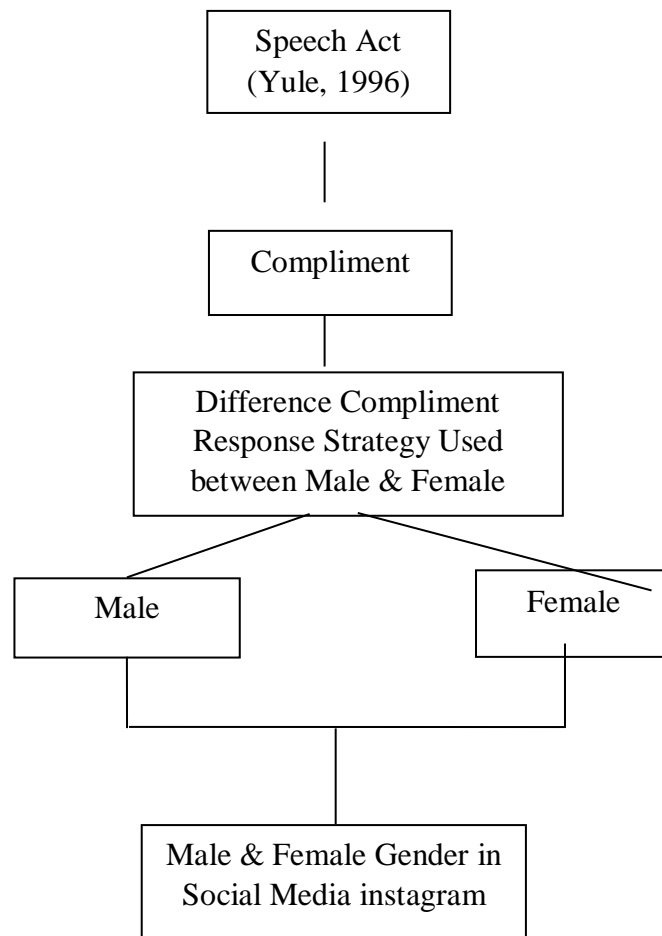 Speech Act
(Yule, 1996)
Compliment
Difference Compliment
Response Strategy Used
between Male & Female
Male
Female
Male & Female Gender in
Social Media instagram